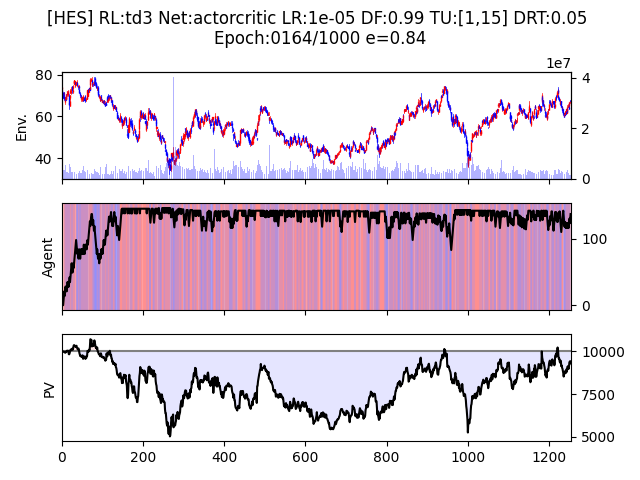 [HES] RL:td3 Net:actorcritic LR:1e-05 DF:0.99 TU:[1,15] DRT:0.05
Epoch:0164/1000 e=0.84
1e7
80
60
40
Env.
4
2
0
Agent
100
0
PV
10000
7500
5000
0 200 400 600 800 1000 1200